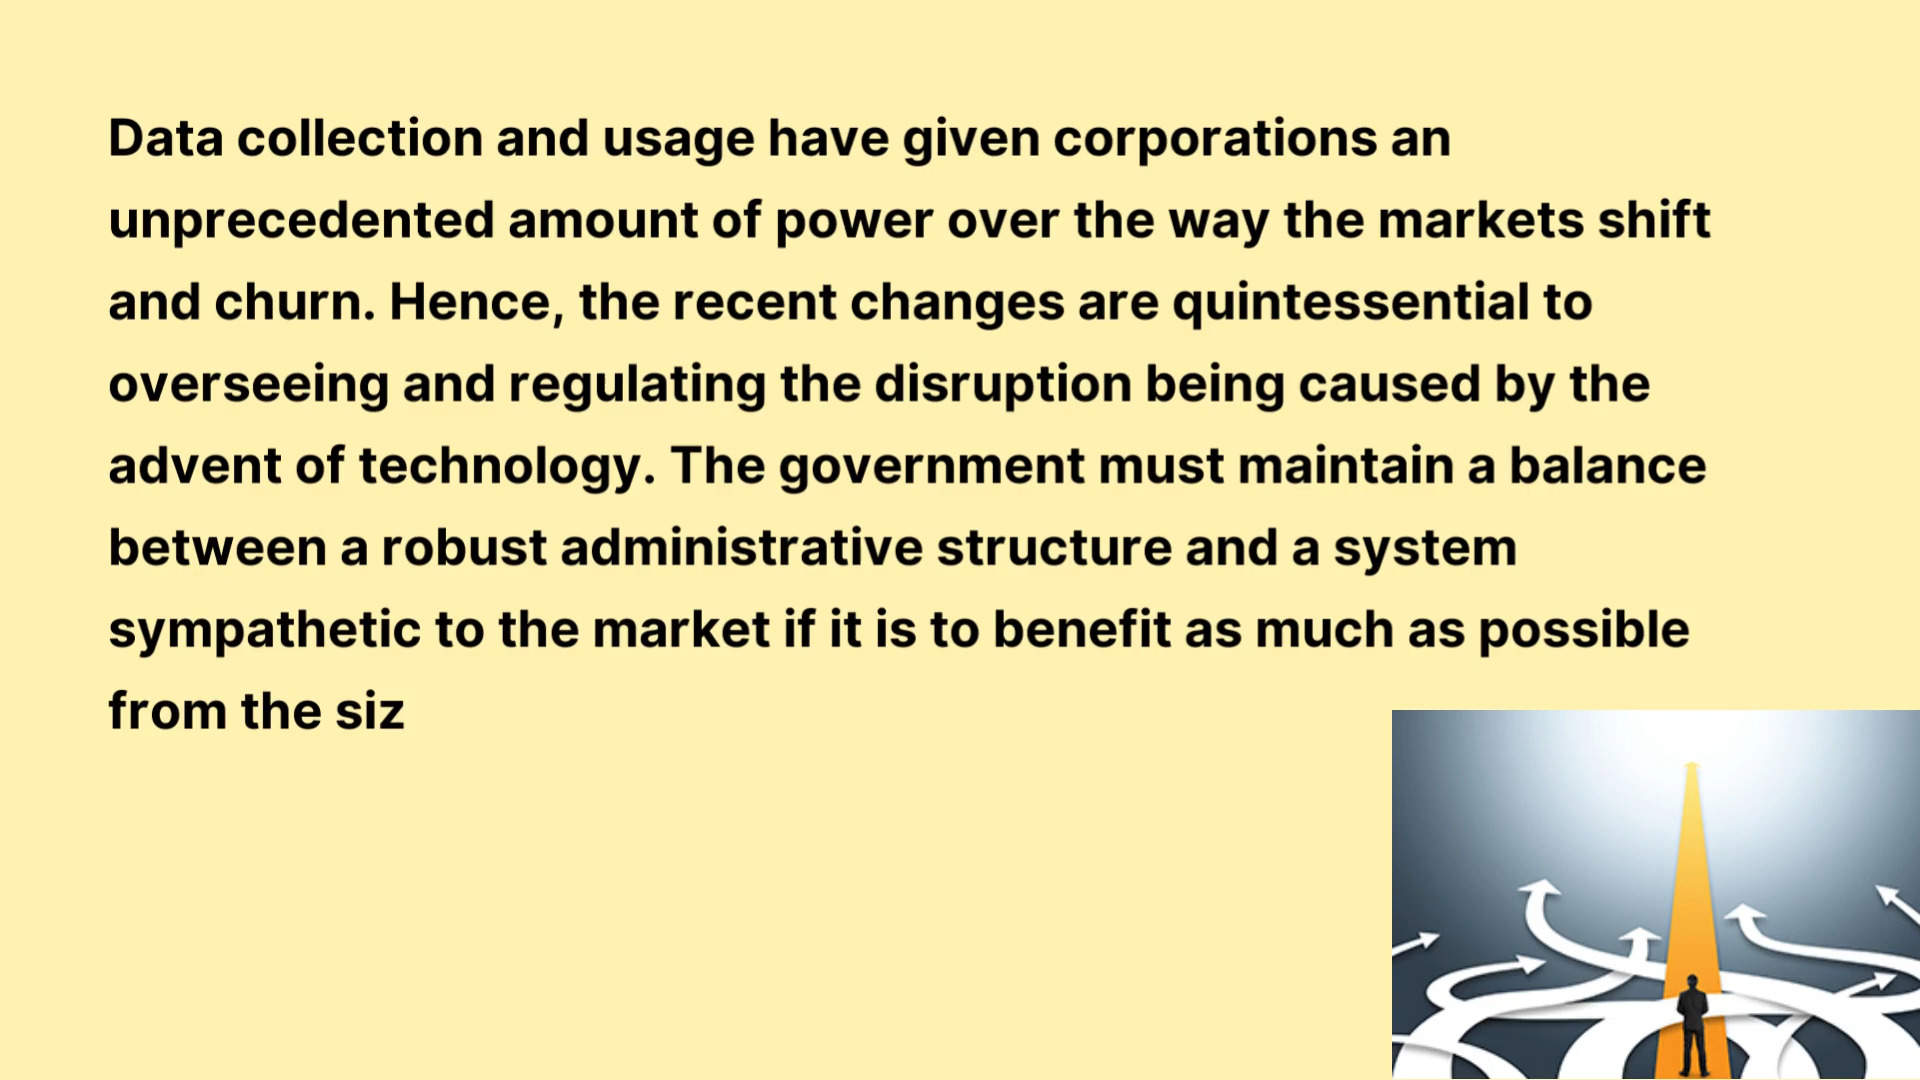 Data collection and usage have given corporations an
unprecedented amount of power over the way the markets shift
and churn. Hence, the recent changes are quintessential to
overseeing and regulating the disruption being caused by the
advent of technology. The government must maintain a balance
between a robust administrative structure and a system
sympathetic to the market if it is to benefit as much as possible
from the siz